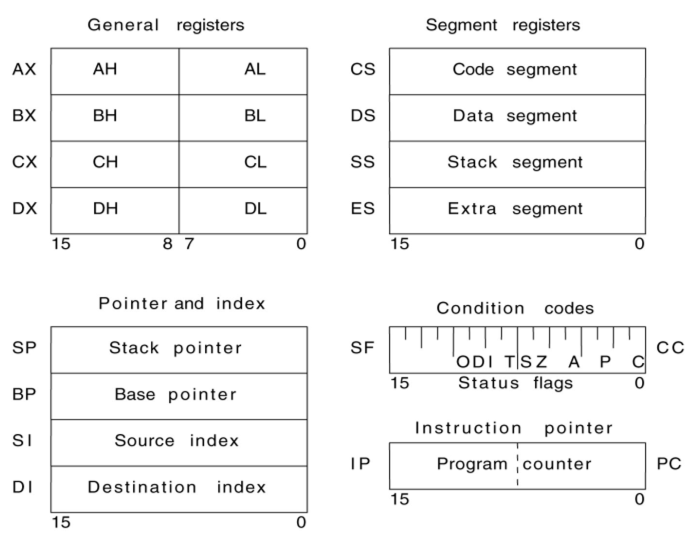 General registers
AX AH AL
BX BH BL
CX CH CL
DX DH DL
15 8 7 0
Segment registers
CS Code segment
DS Data segment
SS Stack segment
ES Extra segment
15 0
Pointer and index
SP Stack pointer
BP Base pointer
SI Source index
DI Destination index
15 0
Condition codes
SF O D I T S Z A P C CC
15 Status flags 0
Instruction pointer
IP Program counter PC
15 0